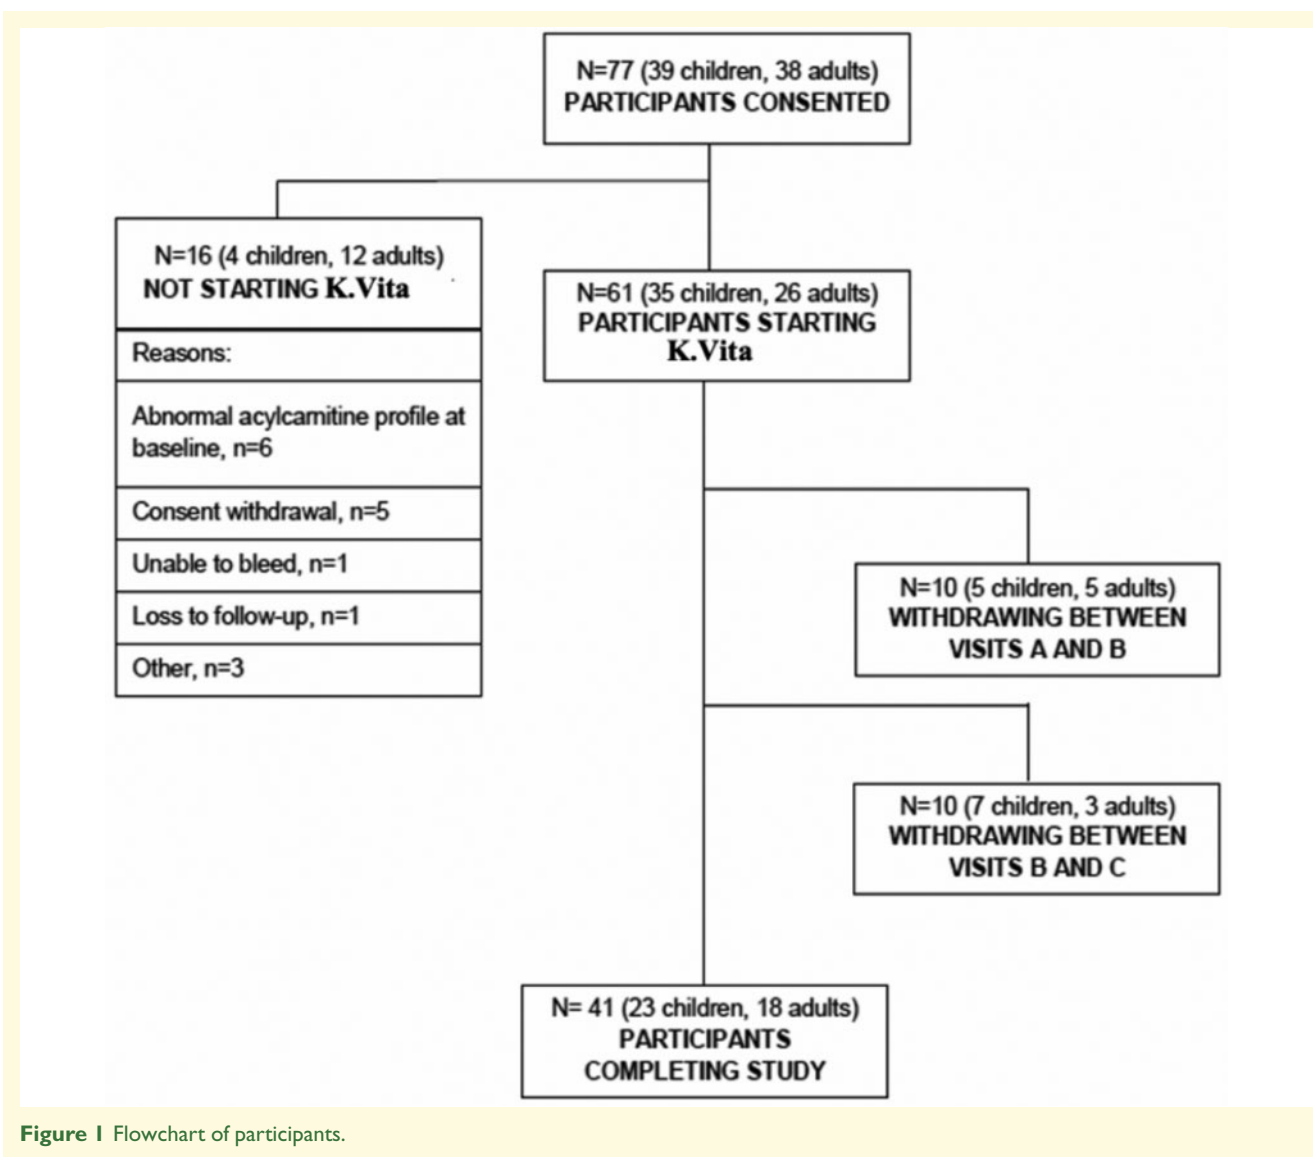 N=77 (39 children, 38 adults)
PARTICIPANTS CONSENTED
N=16 (4 children, 12 adults)
NOT STARTING K.Vita
Reasons:
Abnormal acylcarnitine profile at
baseline, n=6
Consent withdrawal, n=5
Unable to bleed, n=1
Loss to follow-up, n=1
Other, n=3
N=61 (35 children, 26 adults)
PARTICIPANTS STARTING
K.Vita
N=10 (5 children, 5 adults)
WITHDRAWING BETWEEN
VISITS A AND B
N=10 (7 children, 3 adults)
WITHDRAWING BETWEEN
VISITS B AND C
N= 41 (23 children, 18 adults)
PARTICIPANTS
COMPLETING STUDY
Figure 1 Flowchart of participants.